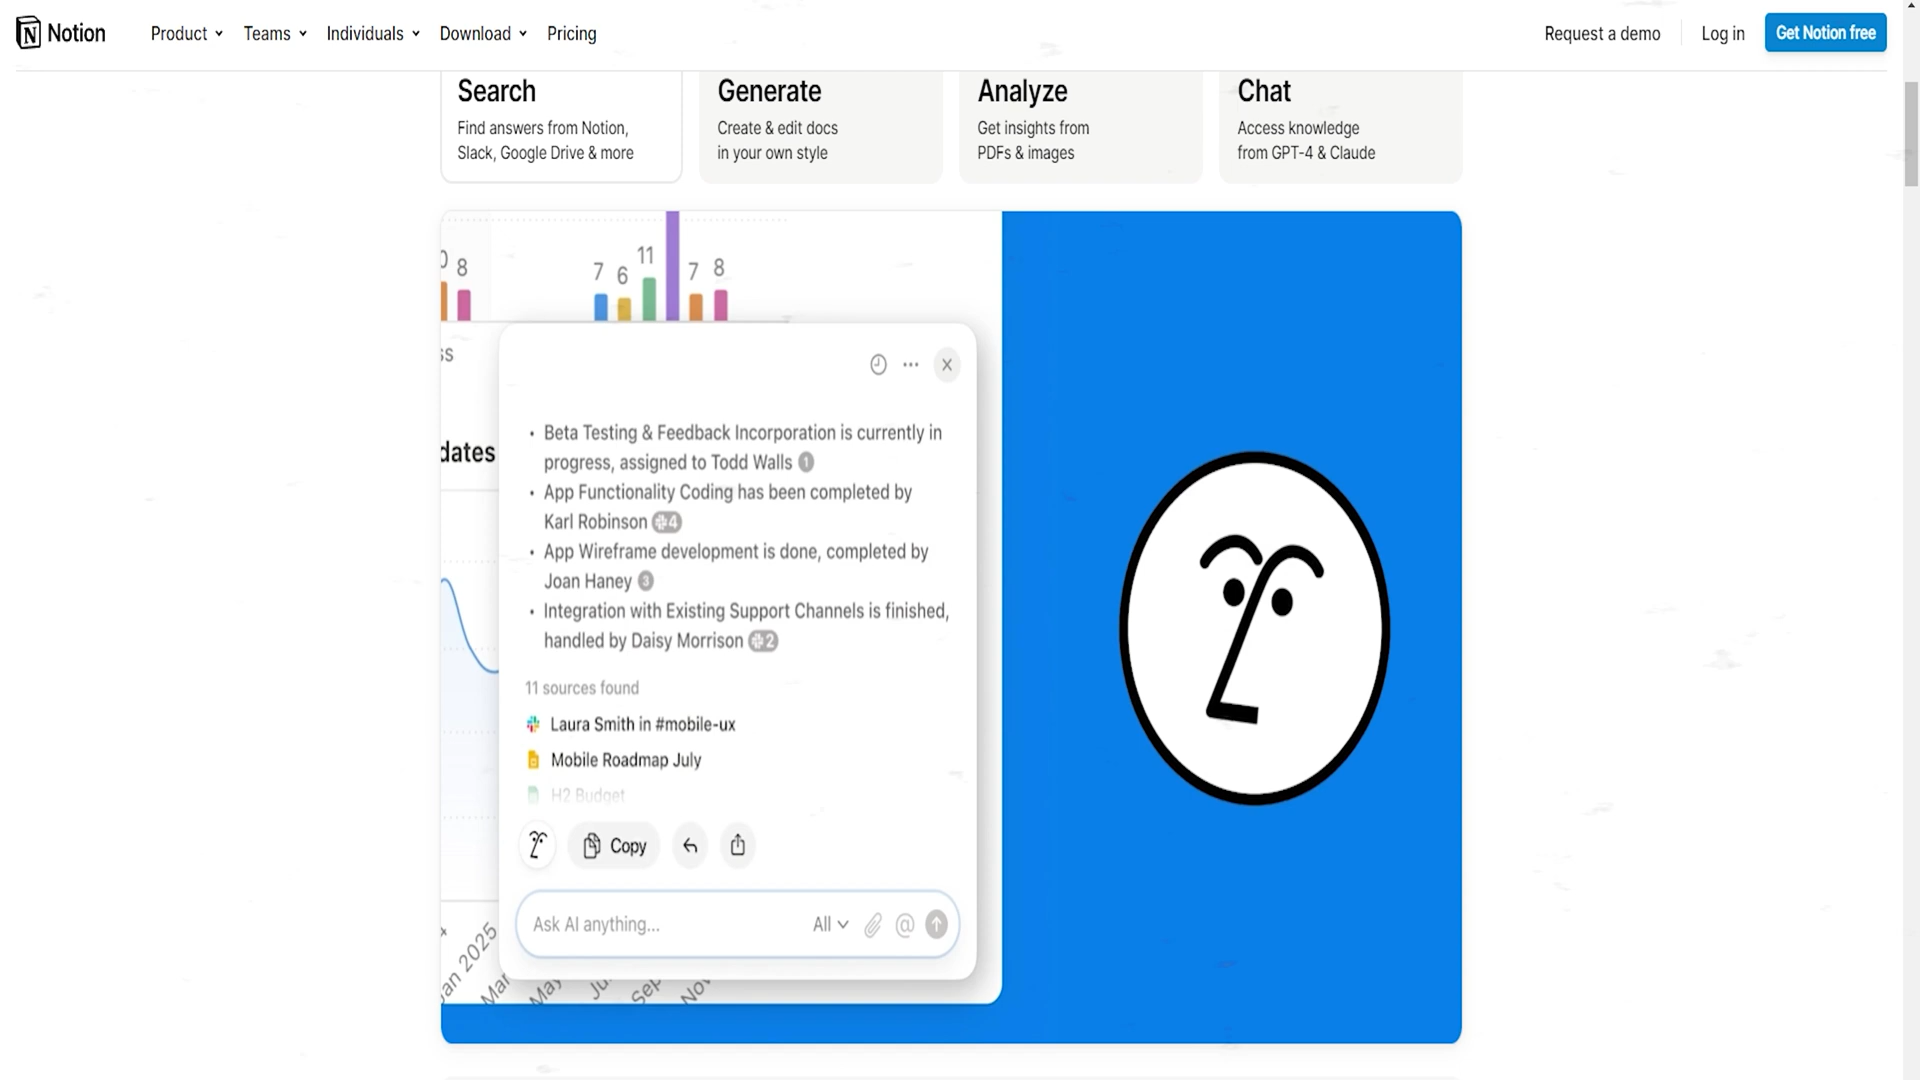 Notion
Product
Teams
Individuals
Download
Pricing
Request a demo
Log in
Get Notion free
Search
Find answers from Notion,
Slack, Google Drive & more
Generate
Create & edit docs
in your own style
Analyze
Get insights from
PDFs & images
Chat
Access knowledge
from GPT-4 & Claude
8
7
6
11
7
8
dates
• Beta Testing & Feedback Incorporation is currently in
progress, assigned to Todd Walls 1
• App Functionality Coding has been completed by
Karl Robinson 4
• App Wireframe development is done, completed by
Joan Haney 3
• Integration with Existing Support Channels is finished,
handled by Daisy Morrison 2
11 sources found
Laura Smith in #mobile-ux
Mobile Roadmap July
H2 Budget
Copy
Ask AI anything...
All
@
Jan 2025
Mar
May
Sep
Nov